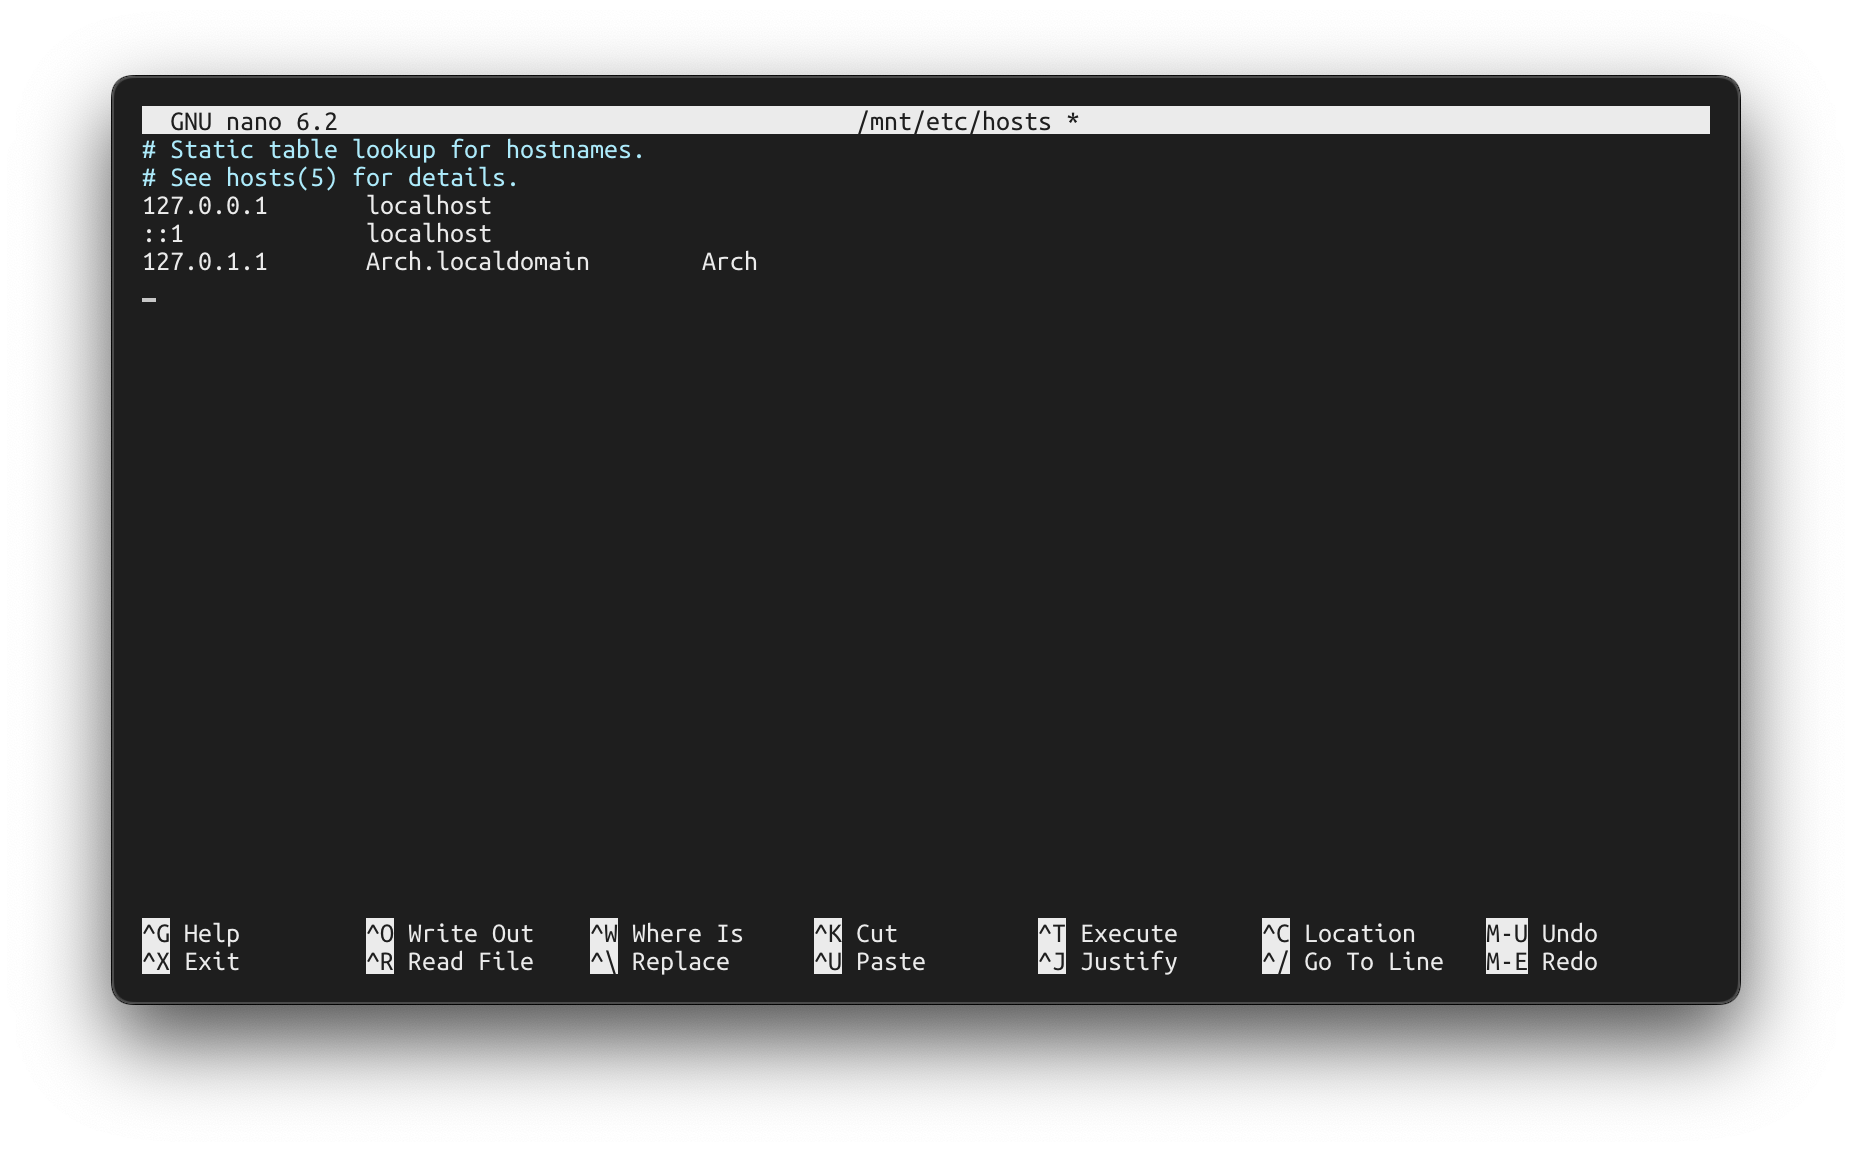 GNU nano 6.2 /mnt/etc/hosts *
# Static table lookup for hostnames.
# See hosts(5) for details.
127.0.0.1 localhost
::1 localhost
127.0.1.1 Arch.localdomain Arch
^G Help ^O Write Out ^W Where Is ^K Cut ^T Execute ^C Location M-U Undo
^X Exit ^R Read File ^\ Replace ^U Paste ^J Justify ^/ Go To Line M-E Redo